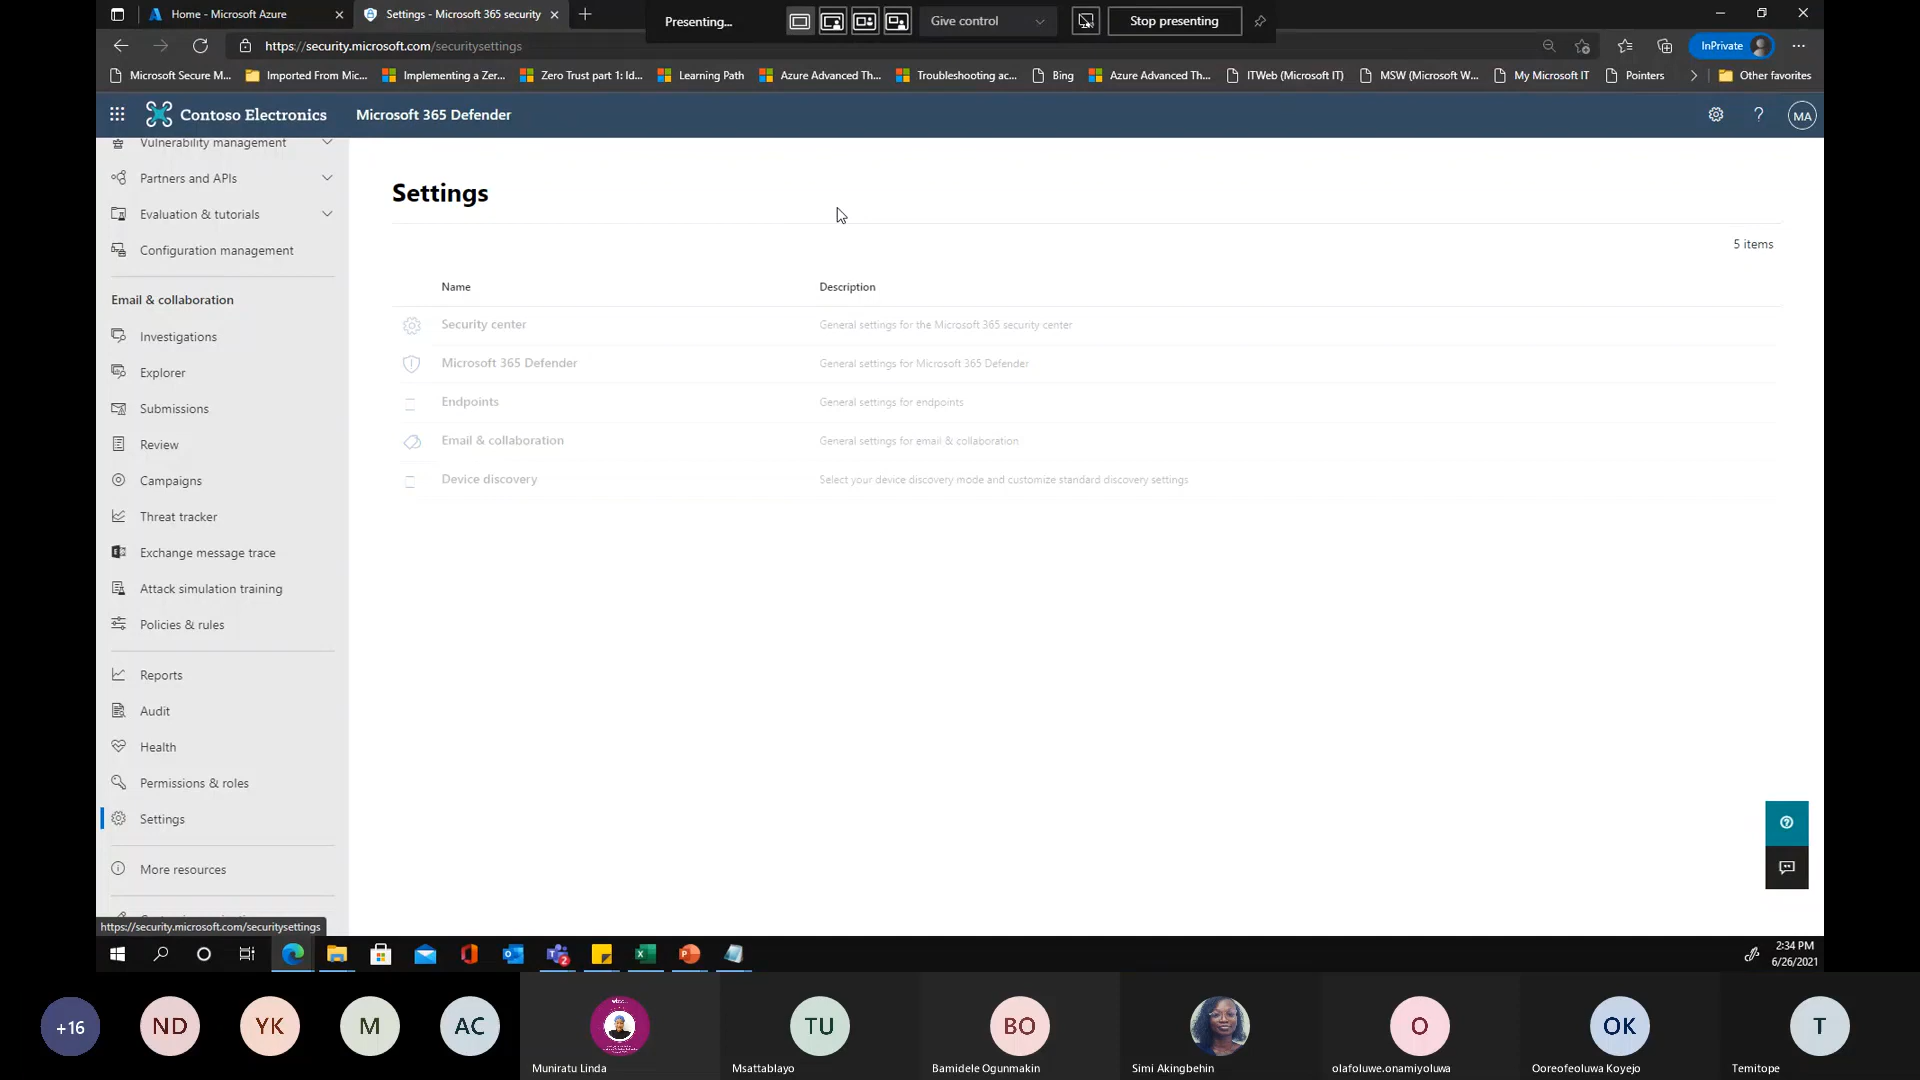 Home - Microsoft Azure
Settings - Microsoft 365 security
Presenting...
Give control
Stop presenting
https://security.microsoft.com/securitysettings
InPrivate
Microsoft Secure M...
Imported From Mic...
Implementing a Zer...
Zero Trust part 1: Id...
Learning Path
Azure Advanced Th...
Troubleshooting ac...
Bing
Azure Advanced Th...
ITWeb (Microsoft IT)
MSW (Microsoft W...
My Microsoft IT
Pointers
Other favorites
Contoso Electronics
Microsoft 365 Defender
?
MA
Vulnerability management
Partners and APIs
Evaluation & tutorials
Configuration management
Email & collaboration
Investigations
Explorer
Submissions
Review
Campaigns
Threat tracker
Exchange message trace
Attack simulation training
Policies & rules
Reports
Audit
Health
Permissions & roles
Settings
More resources
https://security.microsoft.com/securitysettings
Settings
5 items
Name
Description
Security center
General settings for the Microsoft 365 security center
Microsoft 365 Defender
General settings for Microsoft 365 Defender
Endpoints
General settings for endpoints
Email & collaboration
General settings for email & collaboration
Device discovery
Select your device discovery mode and customize standard discovery settings
2:34 PM
6/26/2021
+16
ND
YK
M
AC
TU
BO
O
OK
T
Muniratu Linda
Msattablayo
Bamidele Ogunmakin
Simi Akingbehin
olafoluwe.onamiyoluwa
Ooreofeoluwa Koyejo
Temitope